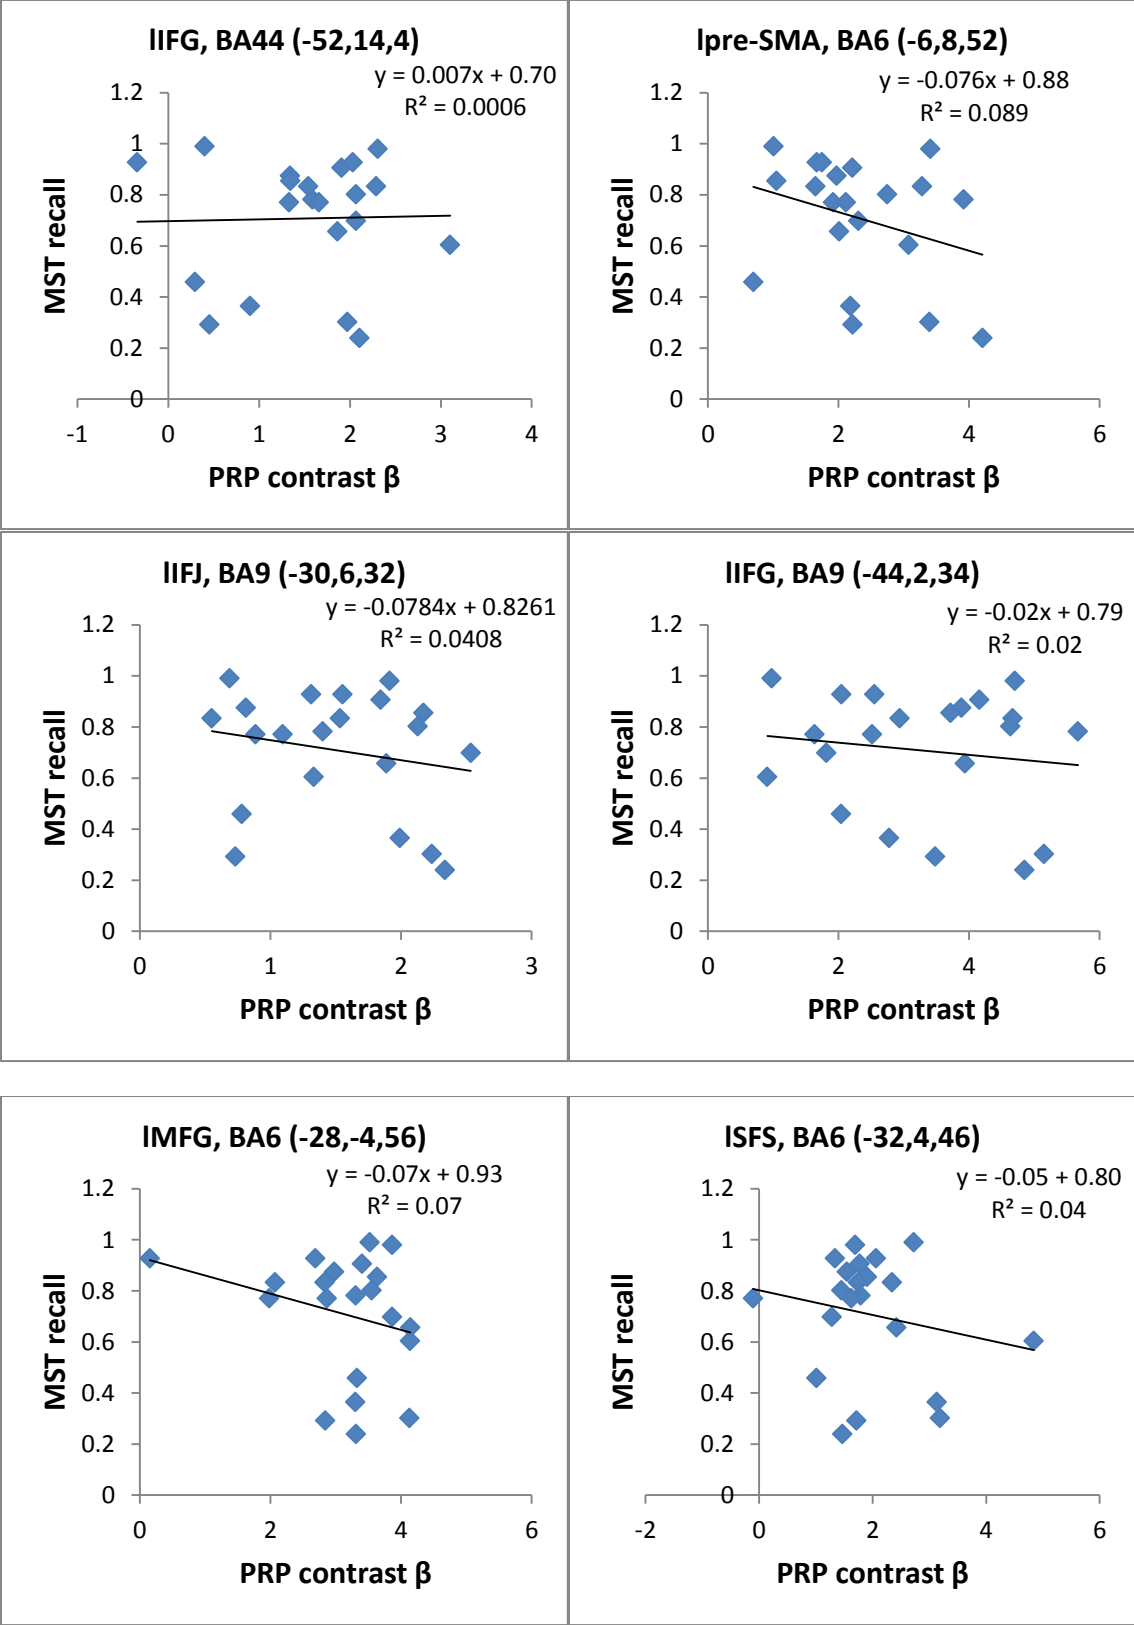 lIFG, BA44 (-52,14,4)
y = 0.007x + 0.70
R² = 0.0006
MST recall
1.2
1
0.8
0.6
0.4
0.2
0
-1 0 1 2 3 4
PRP contrast β
lpre-SMA, BA6 (-6,8,52)
y = -0.076x + 0.88
R² = 0.089
MST recall
1.2
1
0.8
0.6
0.4
0.2
0
0 2 4 6
PRP contrast β
lIFJ, BA9 (-30,6,32)
y = -0.0784x + 0.8261
R² = 0.0408
MST recall
1.2
1
0.8
0.6
0.4
0.2
0
0 1 2 3
PRP contrast β
lIFG, BA9 (-44,2,34)
y = -0.02x + 0.79
R² = 0.02
MST recall
1.2
1
0.8
0.6
0.4
0.2
0
0 2 4 6
PRP contrast β
lMFG, BA6 (-28,-4,56)
y = -0.07x + 0.93
R² = 0.07
MST recall
1.2
1
0.8
0.6
0.4
0.2
0
0 2 4 6
PRP contrast β
lSFS, BA6 (-32,4,46)
y = -0.05 + 0.80
R² = 0.04
MST recall
1.2
1
0.8
0.6
0.4
0.2
0
-2 0 2 4 6
PRP contrast β